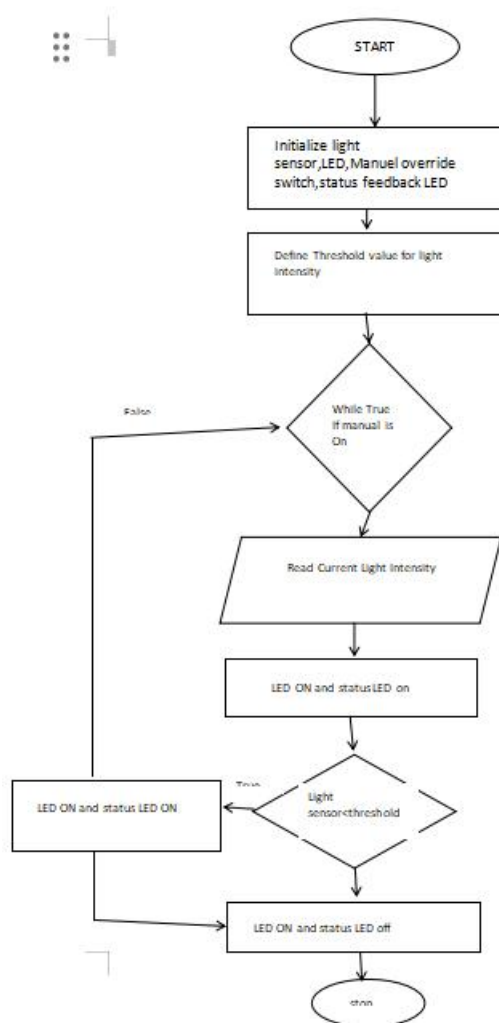 START
Initialize light
sensor,LED,Manuel override
switch,status feedback LED
Define Threshold value for light
intensity
False
While True
If manual is
On
Read Current Light Intensity
LED ON and statusLED on
True
Light
sensor<threshold
LED ON and status LED ON
LED ON and status LED off
stop